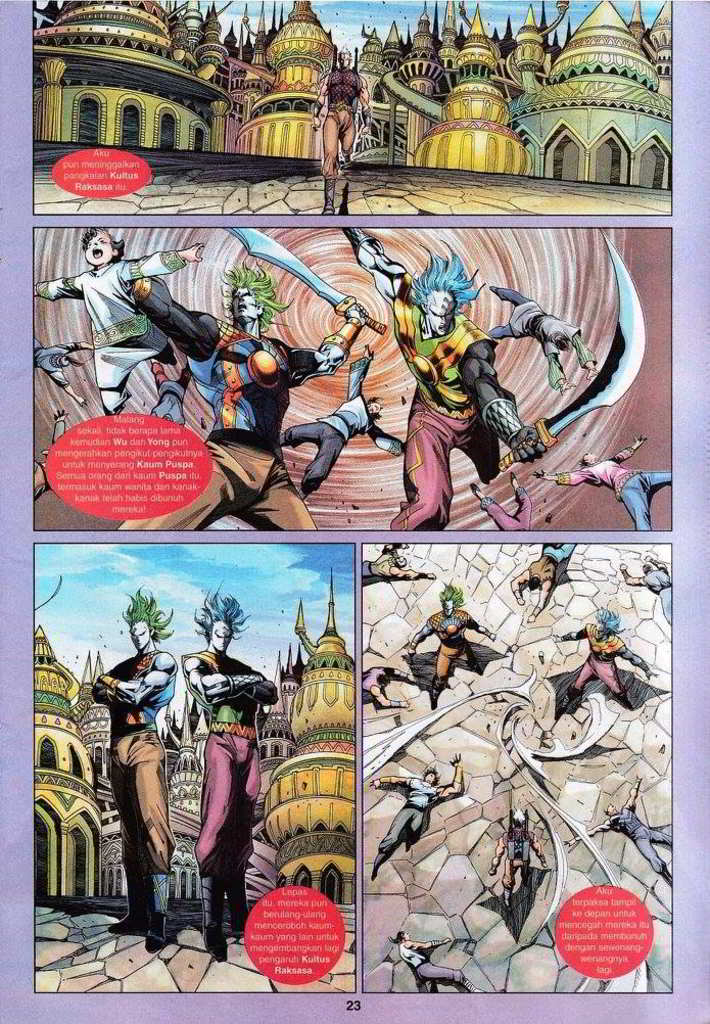 Aku
pun meninggalkan
pangkalan Kultus
Raksasa itu.
Malang
sekali, tidak berapa lama
kemudian Wu dan Yong pun
mengerahkan pengikut-pengikutnya
untuk menyerang Kaum Puspa.
Semua orang dari kaum Puspa itu,
termasuk kaum wanita dan kanak-
kanak telah habis dibunuh
mereka!
Lepas
itu, mereka pun
berulang-ulang
menceroboh kaum-
kaum yang lain untuk
mengembangkan lagi
pengaruh Kultus
Raksasa.
Aku
terpaksa tampil
ke depan untuk
mencegah mereka itu
daripada membunuh
dengan sewenang-
wenangnya
lagi.
23